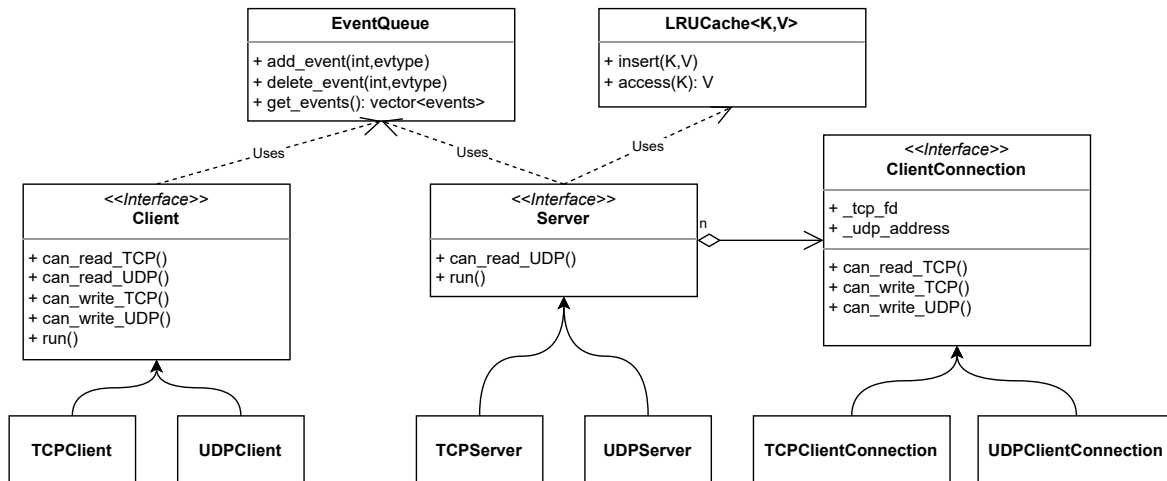 EventQueue
+ add_event(int,evtype)
+ delete_event(int,evtype)
+ get_events(): vector<events>
LRUCache<K,V>
+ insert(K,V)
+ access(K): V
Uses
Uses
Uses
<<Interface>>
Client
+ can_read_TCP()
+ can_read_UDP()
+ can_write_TCP()
+ can_write_UDP()
+ run()
<<Interface>>
Server
+ can_read_UDP()
+ run()
n
<<Interface>>
ClientConnection
+ _tcp_fd
+ _udp_address
+ can_read_TCP()
+ can_write_TCP()
+ can_write_UDP()
TCPClient
UDPClient
TCPServer
UDPServer
TCPClientConnection
UDPClientConnection